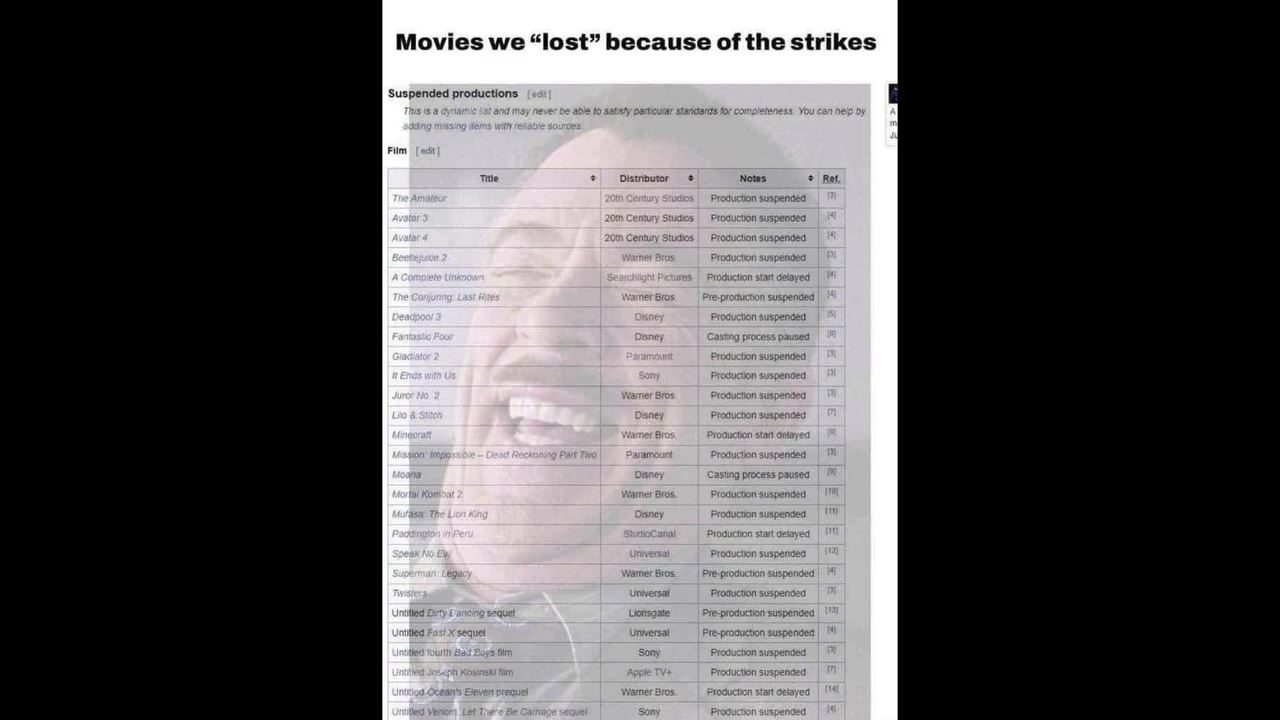 Movies we “lost” because of the strikes
Suspended productions [edit]
This is a dynamic list and may never be able to satisfy particular standards for completeness. You can help by
adding missing items with reliable sources.
Film [edit]
Title Distributor Notes Ref.
The Amateur 20th Century Studios Production suspended [3]
Avatar 3 20th Century Studios Production suspended [4]
Avatar 4 20th Century Studios Production suspended [4]
Beetlejuice 2 Warner Bros. Production suspended [3]
A Complete Unknown Searchlight Pictures Production start delayed
The Conjuring: Last Rites Warner Bros. Pre-production suspended [4]
Deadpool 3 Disney Production suspended [5]
Fantastic Four Disney Casting process paused [6]
Gladiator 2 Paramount Production suspended [3]
It Ends with Us Sony Production suspended [3]
Juror No. 2 Warner Bros. Production suspended [3]
Lilo & Stitch Disney Production suspended [7]
Minecraft Warner Bros. Production start delayed [8]
Mission: Impossible – Dead Reckoning Part Two Paramount Production suspended [3]
Moana Disney Casting process paused [9]
Mortal Kombat 2 Warner Bros. Production suspended [10]
Mufasa: The Lion King Disney Production suspended [11]
Paddington in Peru StudioCanal Production start delayed [11]
Speak No Evil Universal Production suspended [12]
Superman: Legacy Warner Bros. Pre-production suspended [4]
Twisters Universal Production suspended [3]
Untitled Dirty Dancing sequel Lionsgate Pre-production suspended [13]
Untitled Fast X sequel Universal Pre-production suspended [4]
Untitled fourth Bad Boys film Sony Production suspended [3]
Untitled Joseph Kosinski film Apple TV+ Production suspended [7]
Untitled Ocean's Eleven prequel Warner Bros. Production start delayed [14]
Untitled Venom: Let There Be Carnage sequel Sony Production suspended [4]
A
m
Ju